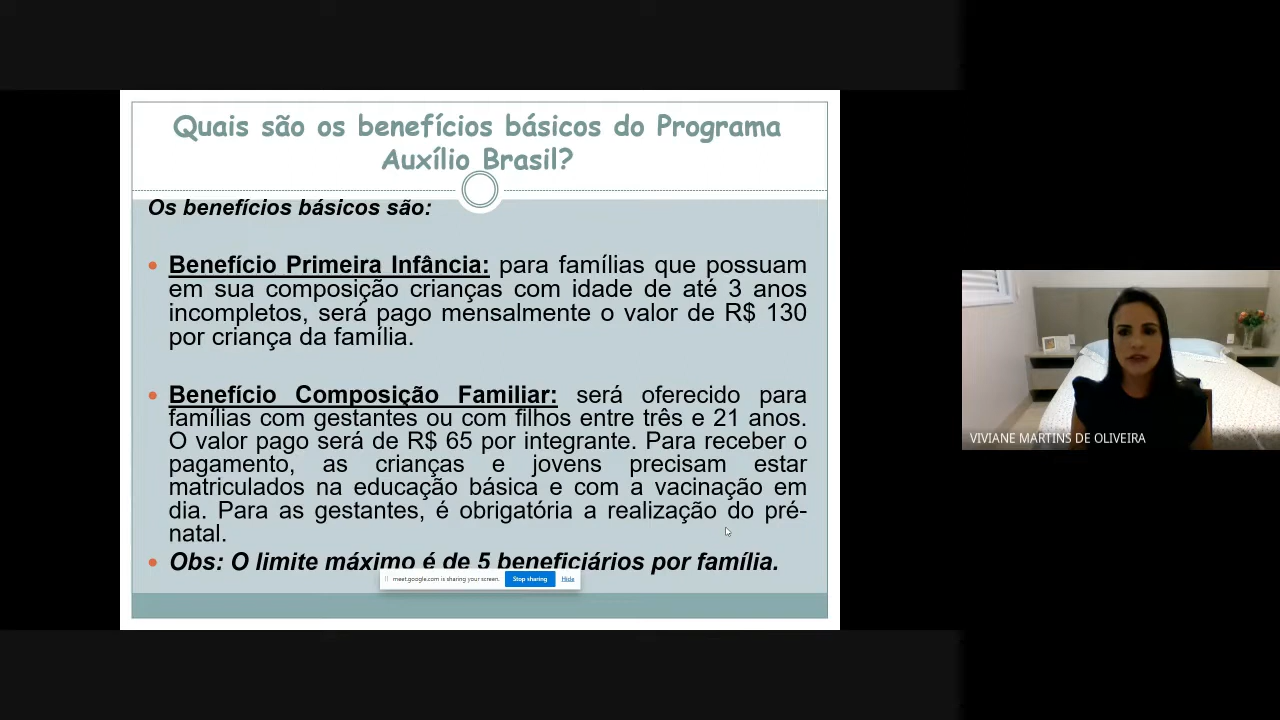 Quais são os benefícios básicos do Programa
Auxílio Brasil?
Os benefícios básicos são:
Benefício Primeira Infância: para famílias que possuam
em sua composição crianças com idade de até 3 anos
incompletos, será pago mensalmente o valor de R$ 130
por criança da família.
Benefício Composição Familiar: será oferecido para
famílias com gestantes ou com filhos entre três e 21 anos.
O valor pago será de R$ 65 por integrante. Para receber o
pagamento, as crianças e jovens precisam estar
matriculados na educação básica e com a vacinação em
dia. Para as gestantes, é obrigatória a realização do pré-
natal.
Obs: O limite máximo é de 5 beneficiários por família.
meet.google.com is sharing your screen. Stop sharing Hide
VIVIANE MARTINS DE OLIVEIRA